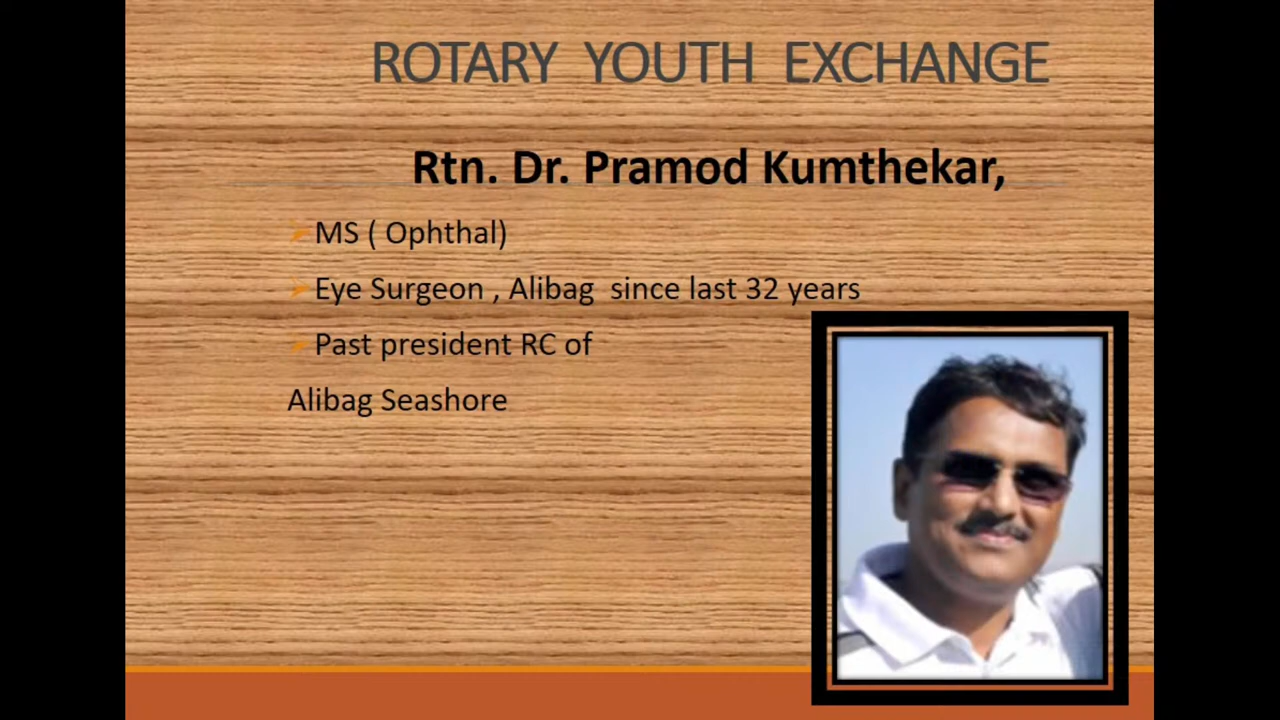 ROTARY YOUTH EXCHANGE
Rtn. Dr. Pramod Kumthekar,
MS ( Ophthal)
Eye Surgeon , Alibag since last 32 years
Past president RC of
Alibag Seashore